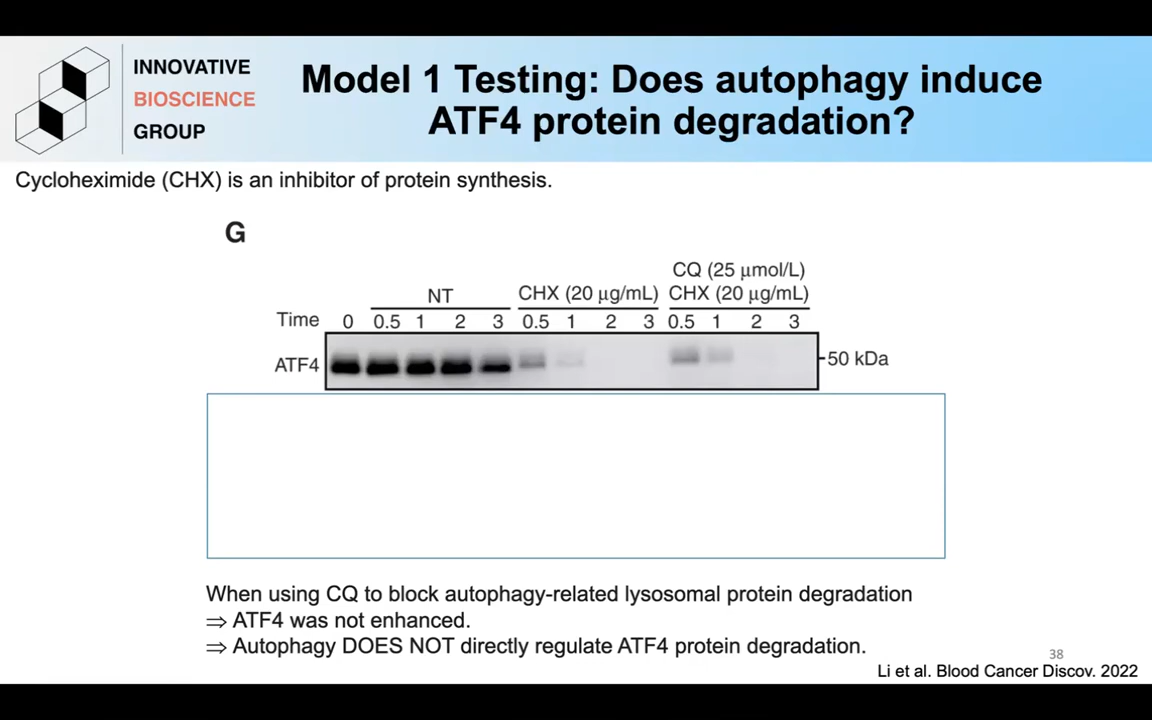 INNOVATIVE
BIOSCIENCE
GROUP
Model 1 Testing: Does autophagy induce
ATF4 protein degradation?
Cycloheximide (CHX) is an inhibitor of protein synthesis.
G
CQ (25 μmol/L)
NT CHX (20 μg/mL) CHX (20 μg/mL)
Time 0 0.5 1 2 3 0.5 1 2 3 0.5 1 2 3
ATF4 50 kDa
When using CQ to block autophagy-related lysosomal protein degradation
⇒ ATF4 was not enhanced.
⇒ Autophagy DOES NOT directly regulate ATF4 protein degradation.
38
Li et al. Blood Cancer Discov. 2022